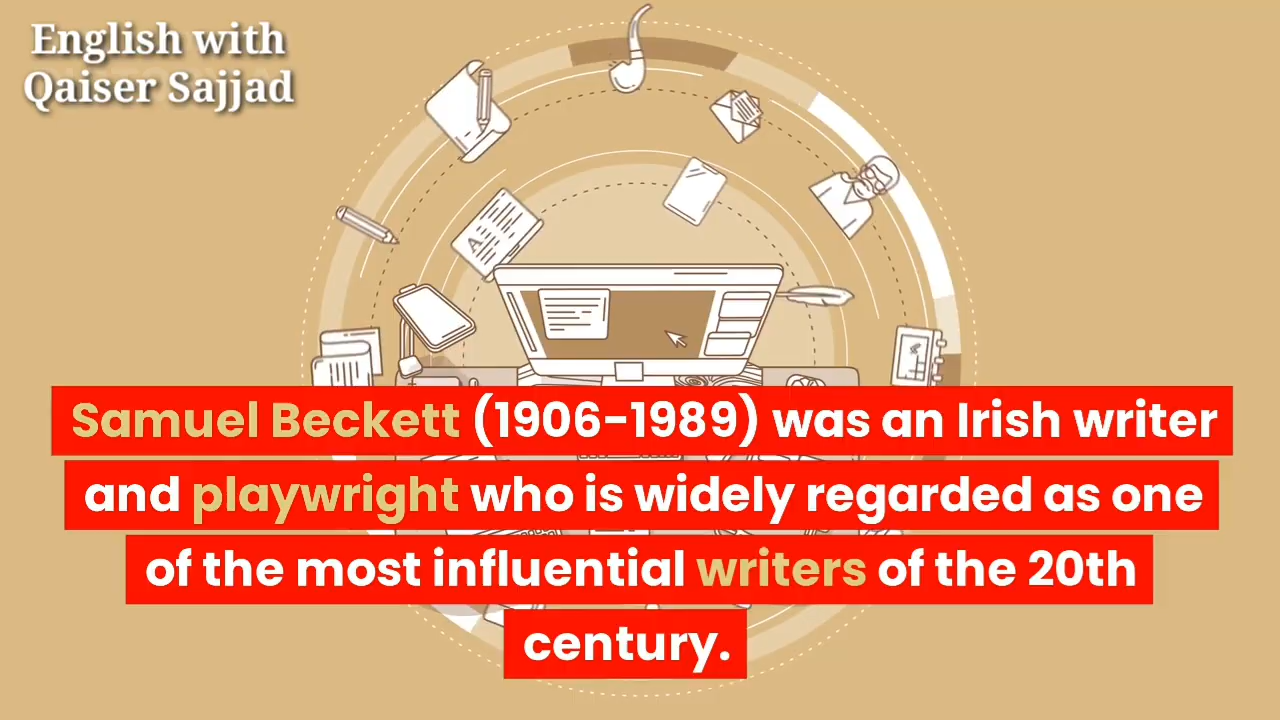 English with
Qaiser Sajjad
Samuel Beckett (1906-1989) was an Irish writer
and playwright who is widely regarded as one
of the most influential writers of the 20th
century.